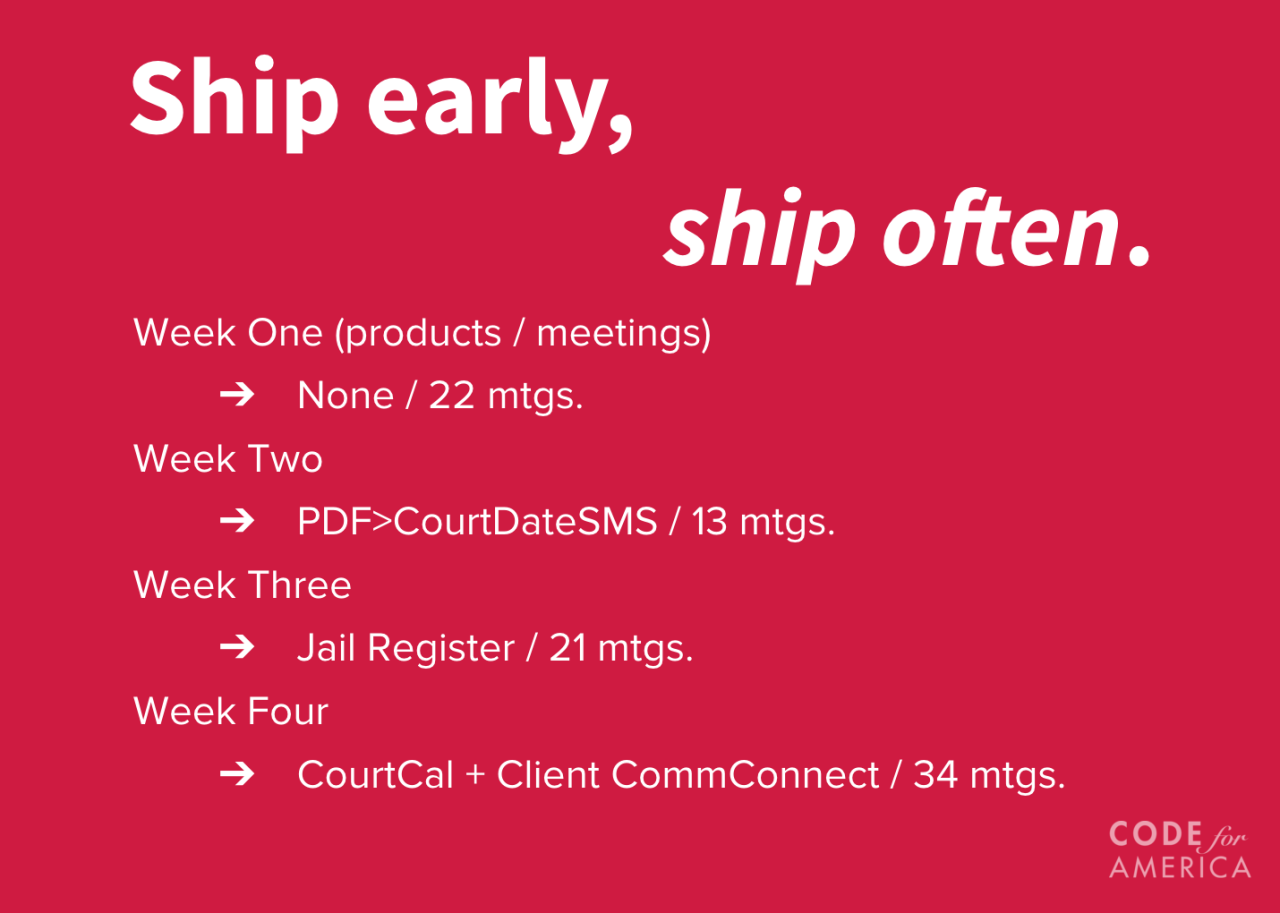 Ship early,
ship often.
Week One (products / meetings)
➔ None / 22 mtgs.
Week Two
➔ PDF>CourtDateSMS / 13 mtgs.
Week Three
➔ Jail Register / 21 mtgs.
Week Four
➔ CourtCal + Client CommConnect / 34 mtgs.
CODE for
AMERICA